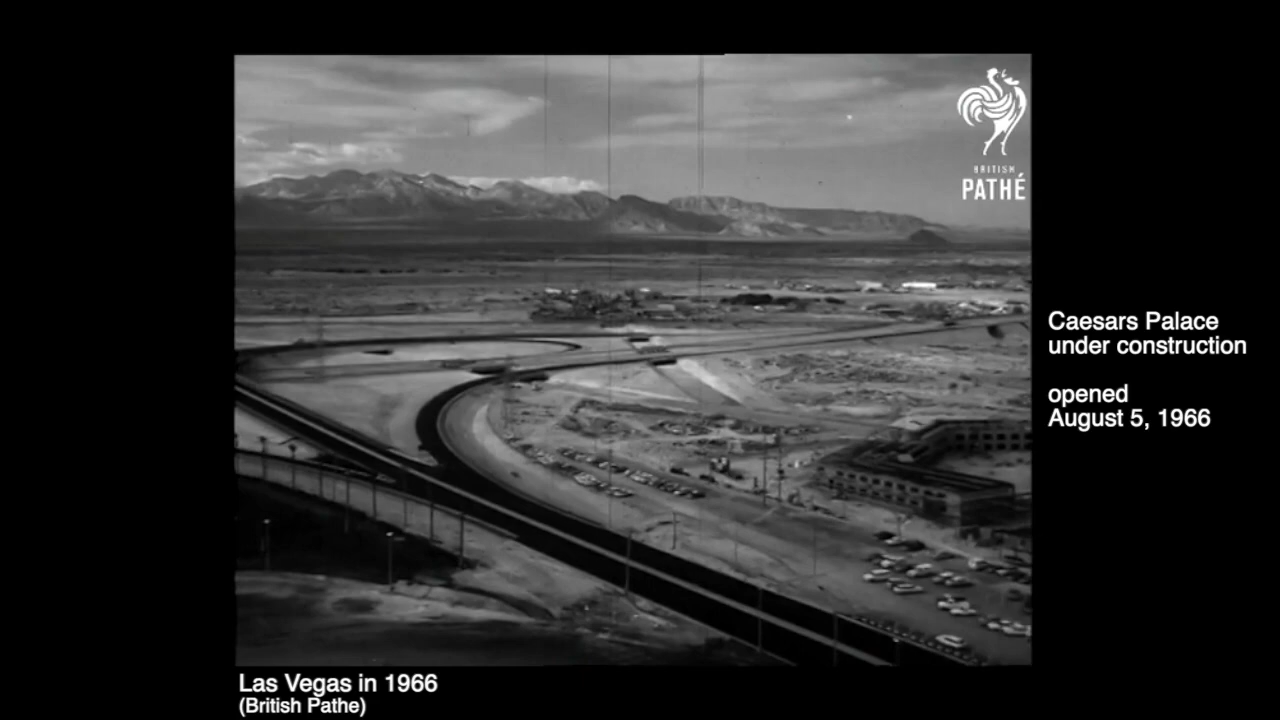 BRITISH
PATHÉ
Caesars Palace
under construction
opened
August 5, 1966
Las Vegas in 1966
(British Pathe)